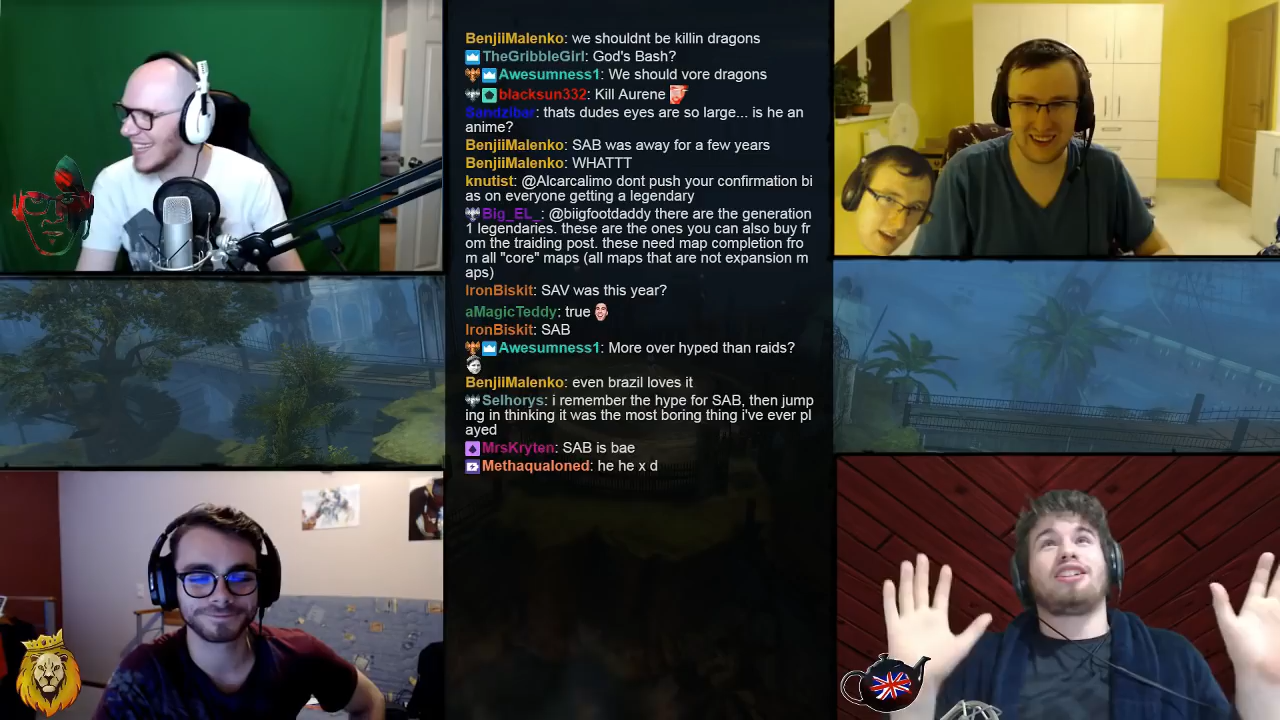 BenjiiMalenko: we shouldnt be killin dragons
TheGribbleGirl: God's Bash?
Awesumness1: We should vore dragons
blacksun332: Kill Aurene
Sandzibar: thats dudes eyes are so large... is he an
anime?
BenjiiMalenko: SAB was away for a few years
BenjiiMalenko: WHATTT
knutist: @Alcarcalimo dont push your confirmation bi
as on everyone getting a legendary
Big_EL_: @biigfootdaddy there are the generation
1 legendaries. these are the ones you can also buy fr
om the traiding post. these need map completion fro
m all "core" maps (all maps that are not expansion m
aps)
IronBiskit: SAV was this year?
aMagicTeddy: true
IronBiskit: SAB
Awesumness1: More over hyped than raids?
BenjiiMalenko: even brazil loves it
Selhorys: i remember the hype for SAB, then jump
ing in thinking it was the most boring thing i've ever pl
ayed
MrsKryten: SAB is bae
Methaqualoned: he he x d